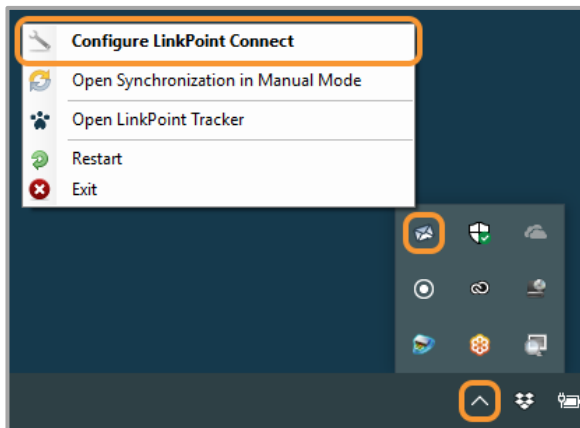 Configure LinkPoint Connect
Open Synchronization in Manual Mode
Open LinkPoint Tracker
Restart
Exit